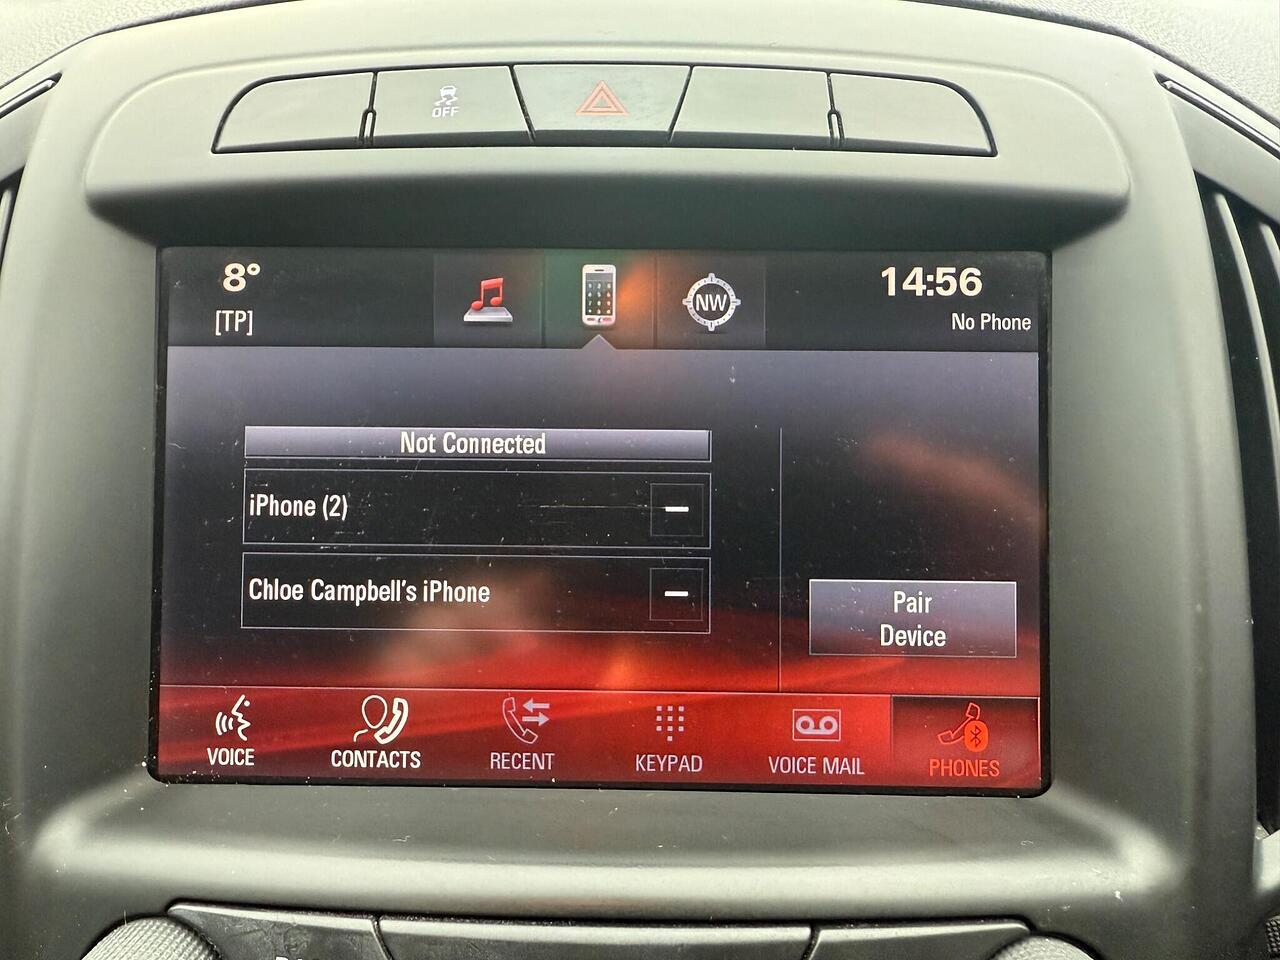 OFF
8°
NW
14:56
[TP]
No Phone
Not Connected
iPhone (2)
Chloe Campbell's iPhone
Pair
Device
VOICE
CONTACTS
RECENT
KEYPAD
VOICE MAIL
PHONES